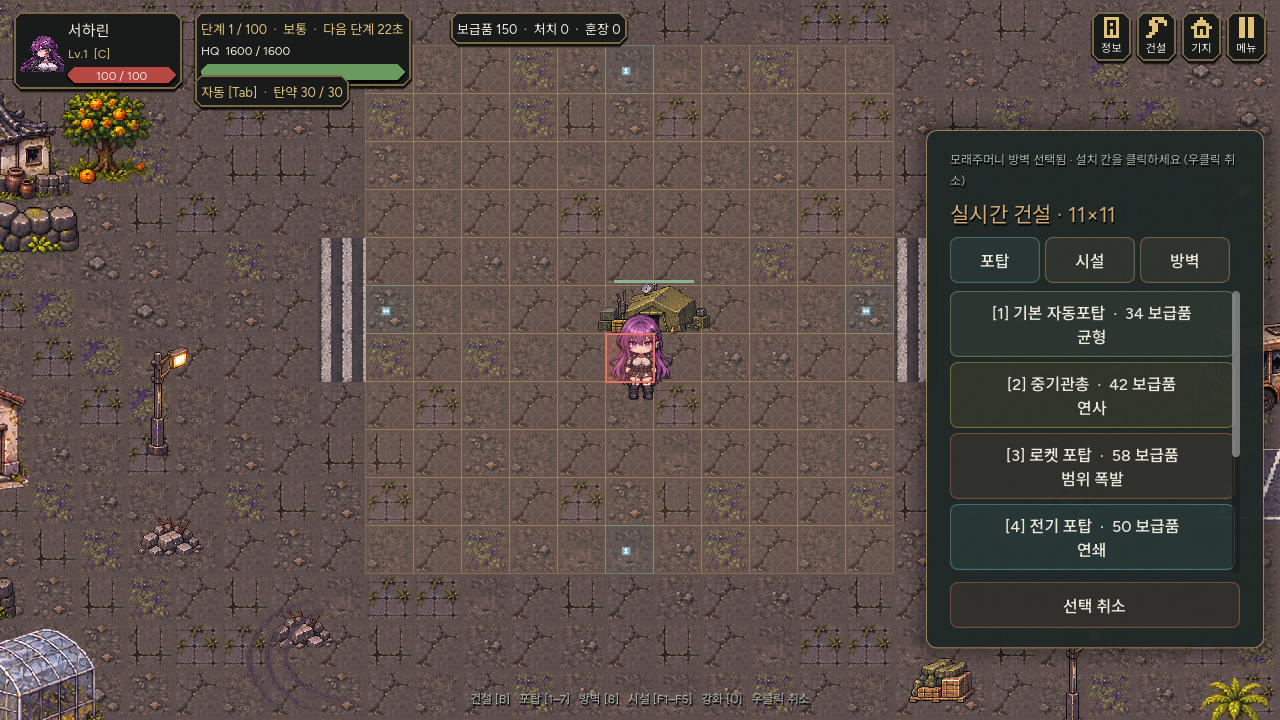 서하린
Lv.1 [C]
100 / 100
단계 1 / 100 · 보통 · 다음 단계 22초
HQ 1600 / 1600
자동 [Tab] · 탄약 30 / 30
보급품 150 · 처치 0 · 훈장 0
정보
건설
기지
메뉴
모래주머니 방벽 선택됨 · 설치 칸을 클릭하세요 (우클릭 취
소)
실시간 건설 · 11×11
포탑
시설
방벽
[1] 기본 자동포탑 · 34 보급품
균형
[2] 중기관총 · 42 보급품
연사
[3] 로켓 포탑 · 58 보급품
범위 폭발
[4] 전기 포탑 · 50 보급품
연쇄
선택 취소
건설 [B] 포탑 [1–7] 방벽 [8] 시설 [F1–F5] 강화 [U] 우클릭 취소